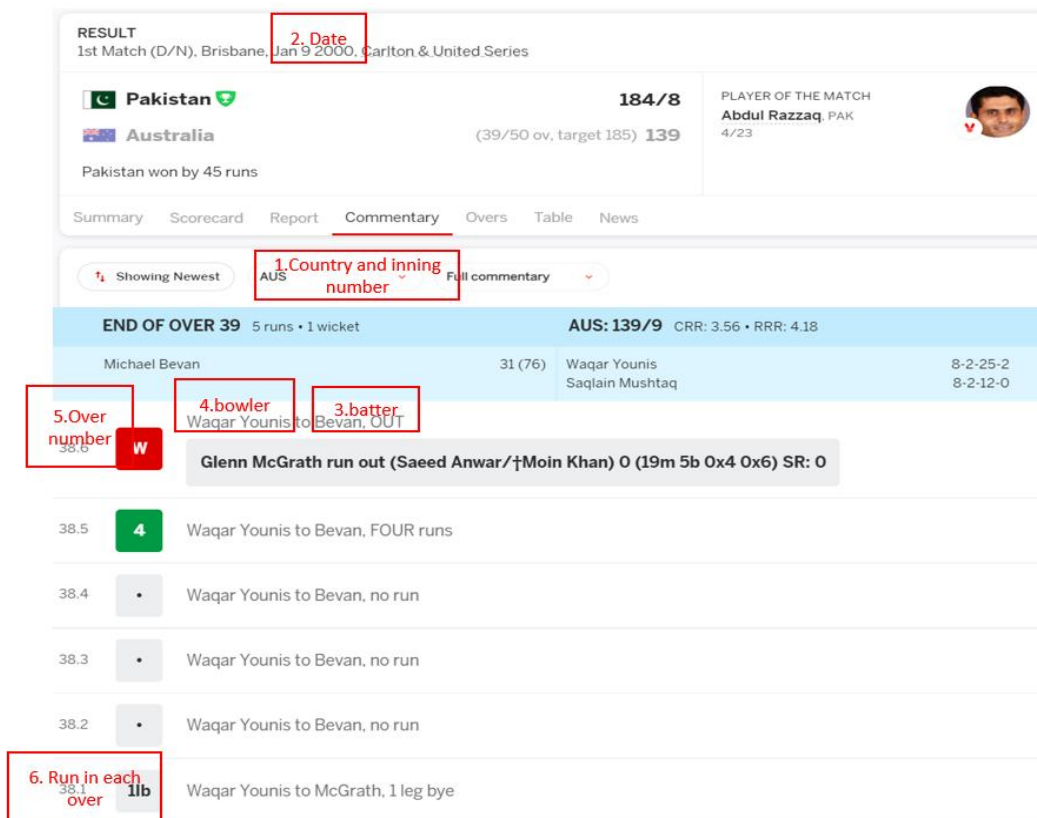 RESULT
2. Date
1st Match (D/N), Brisbane, Jan 9 2000, Carlton & United Series
Pakistan 184/8
Australia (39/50 ov, target 185) 139
Pakistan won by 45 runs
PLAYER OF THE MATCH
Abdul Razzaq, PAK
4/23
Summary Scorecard Report Commentary Overs Table News
1.Country and inning
number
Showing Newest AUS Full commentary
END OF OVER 39 5 runs • 1 wicket AUS: 139/9 CRR: 3.56 • RRR: 4.18
Michael Bevan 31 (76) Waqar Younis 8-2-25-2
Saqlain Mushtaq 8-2-12-0
5.Over
number
4.bowler
3.batter
Waqar Younis to Bevan, OUT
38.6 W
Glenn McGrath run out (Saeed Anwar/†Moin Khan) 0 (19m 5b 0x4 0x6) SR: 0
38.5 4 Waqar Younis to Bevan, FOUR runs
38.4 • Waqar Younis to Bevan, no run
38.3 • Waqar Younis to Bevan, no run
38.2 • Waqar Younis to Bevan, no run
6. Run in each
over
38.1 1lb Waqar Younis to McGrath, 1 leg bye